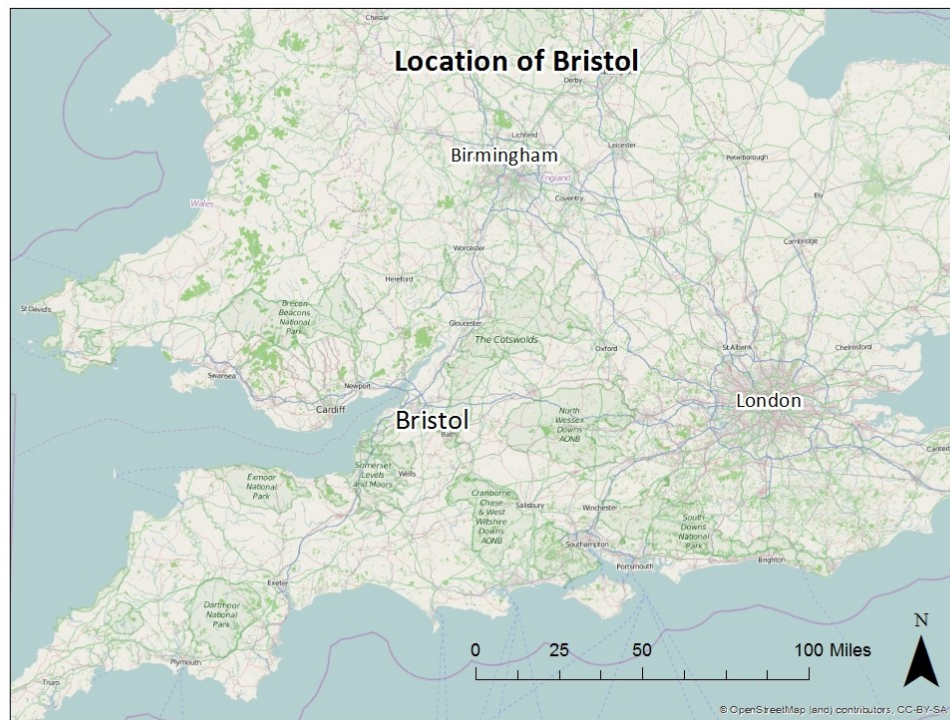 Chester
Location of Bristol
Derby
Lichfield
Birmingham
Leicester
Peterborough
England
Coventry
Ely
Wales
Worcester
Cambridge
Hereford
St David's
Brecon
Beacons
National
Park
Gloucester
The Cotswolds
Oxford
St Albans
Chelmsford
Swansea
Newport
Cardiff
Bristol
Bath
North
Wessex
Downs
AONB
London
Somerset
Levels
and Moors
Wells
Exmoor
National
Park
Cranborne
Chase
& West
Wiltshire
Downs
AONB
Salisbury
Winchester
South
Downs
National
Park
Southampton
Portsmouth
Brighton
Exeter
Dartmoor
National
Park
Plymouth
Truro
0 25 50 100 Miles
N
© OpenStreetMap (and) contributors, CC-BY-SA